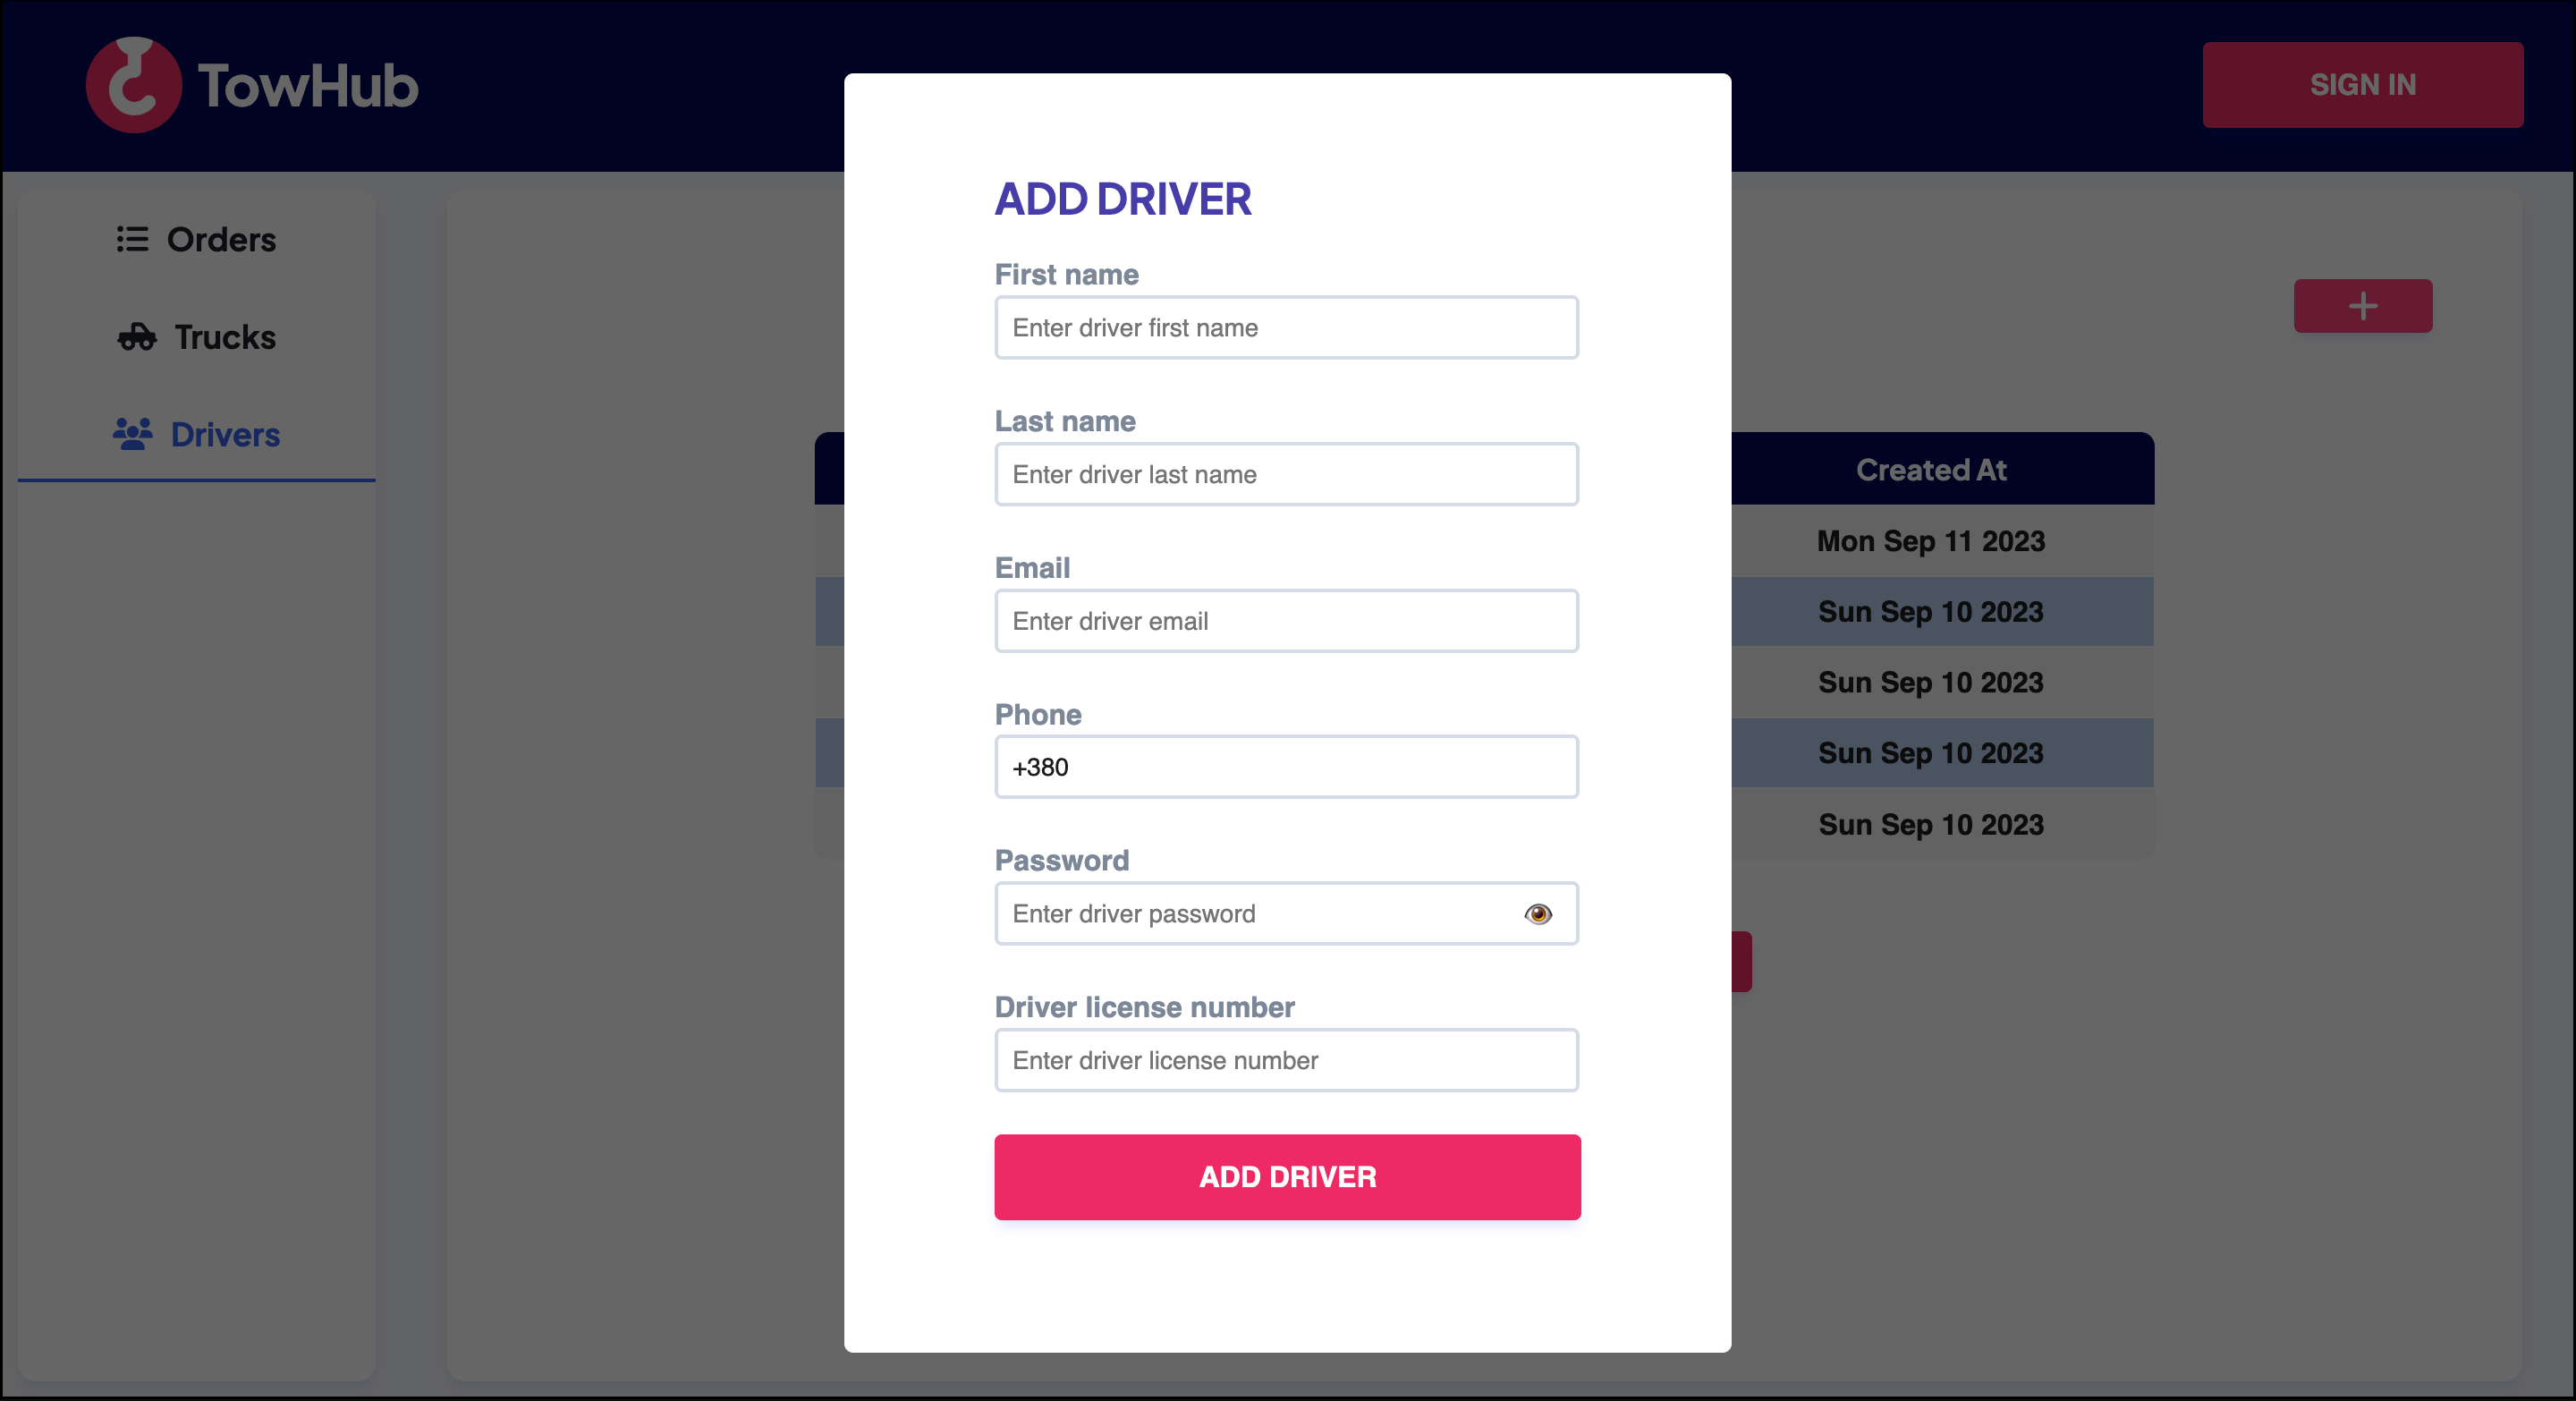 TowHub
SIGN IN
Orders
Trucks
Drivers
ADD DRIVER
First name
Enter driver first name
Last name
Enter driver last name
Email
Enter driver email
Phone
+380
Password
Enter driver password
Driver license number
Enter driver license number
ADD DRIVER
+
Created At
Mon Sep 11 2023
Sun Sep 10 2023
Sun Sep 10 2023
Sun Sep 10 2023
Sun Sep 10 2023